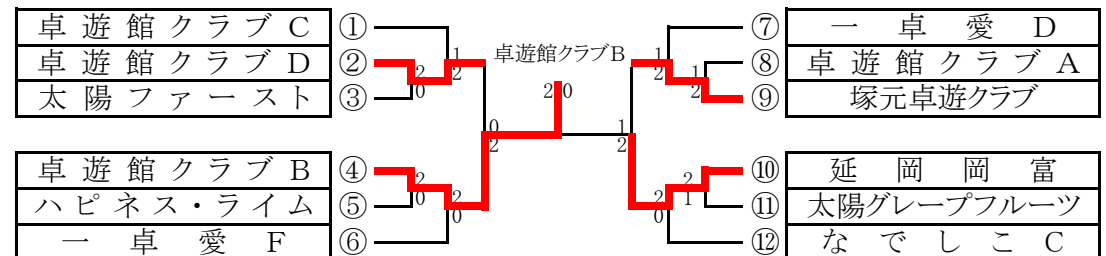 卓遊館クラブC ① ⑦ 一卓愛D
1 卓遊館クラブB 1
卓遊館クラブD ② 2 2 2 1 ⑧ 卓遊館クラブA
太陽ファースト ③ 0 2 0 2 ⑨ 塚元卓遊クラブ
0 1
2 2
卓遊館クラブB ④ 2 2 ⑩ 延岡岡富
ハピネス・ライム ⑤ 0 2 2 1 ⑪ 太陽グレープフルーツ
一卓愛F ⑥ 0 0 ⑫ なでしこC